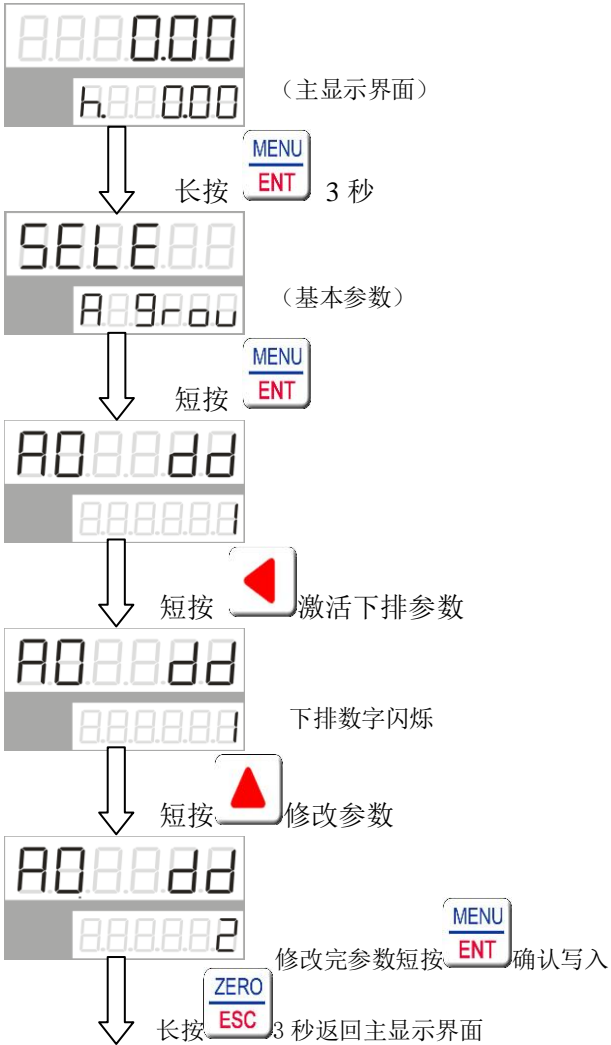 0.00
h. 0.00
（主显示界面）
长按 MENU ENT 3 秒
SELE
A grou
（基本参数）
短按 MENU ENT
A0 dd
1
短按 激活下排参数
A0 dd
1
下排数字闪烁
短按 修改参数
A0 dd
2
修改完参数短按 MENU ENT 确认写入
长按 ZERO ESC 3 秒返回主显示界面